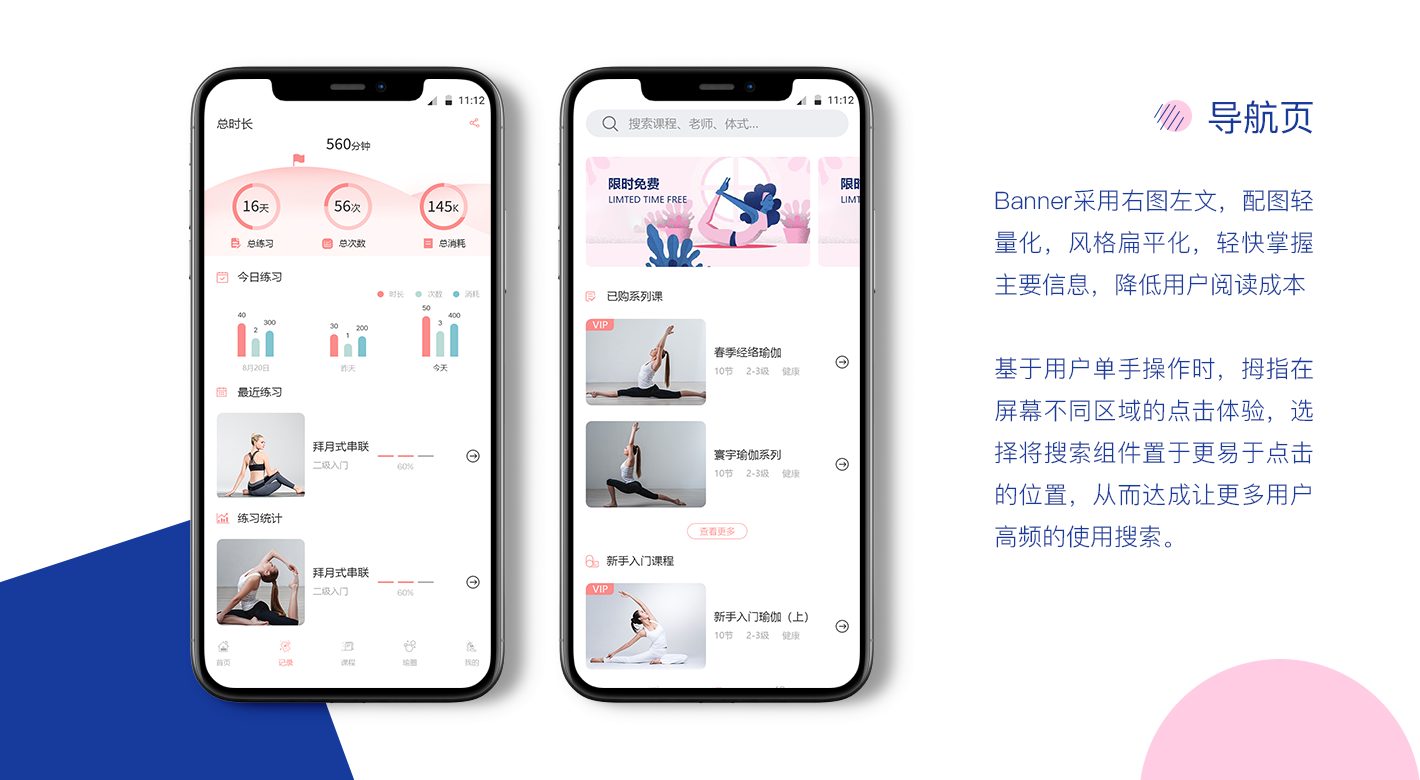 11:12
总时长
560分钟
16天
56次
145K
总练习
总次数
总消耗
今日练习
时长
次数
消耗
40
2
300
30
1
200
50
3
400
8月20日
昨天
今天
最近练习
拜月式串联
二级入门
60%
练习统计
拜月式串联
二级入门
60%
首页
记录
课程
瑜圈
我的
11:12
搜索课程、老师、体式...
限时免费
LIMTED TIME FREE
限时
LIMT
已购系列课
VIP
春季经络瑜伽
10节 2-3级 健康
寰宇瑜伽系列
10节 2-3级 健康
查看更多
新手入门课程
VIP
新手入门瑜伽（上）
10节 2-3级 健康
导航页
Banner采用右图左文，配图轻
量化，风格扁平化，轻快掌握
主要信息，降低用户阅读成本
基于用户单手操作时，拇指在
屏幕不同区域的点击体验，选
择将搜索组件置于更易于点击
的位置，从而达成让更多用户
高频的使用搜索。